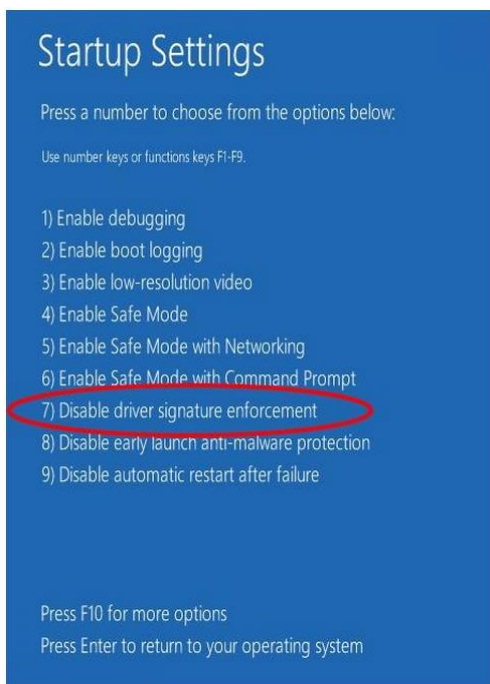 Startup Settings
Press a number to choose from the options below:
Use number keys or functions keys F1-F9.
1) Enable debugging
2) Enable boot logging
3) Enable low-resolution video
4) Enable Safe Mode
5) Enable Safe Mode with Networking
6) Enable Safe Mode with Command Prompt
7) Disable driver signature enforcement
8) Disable early launch anti-malware protection
9) Disable automatic restart after failure
Press F10 for more options
Press Enter to return to your operating system